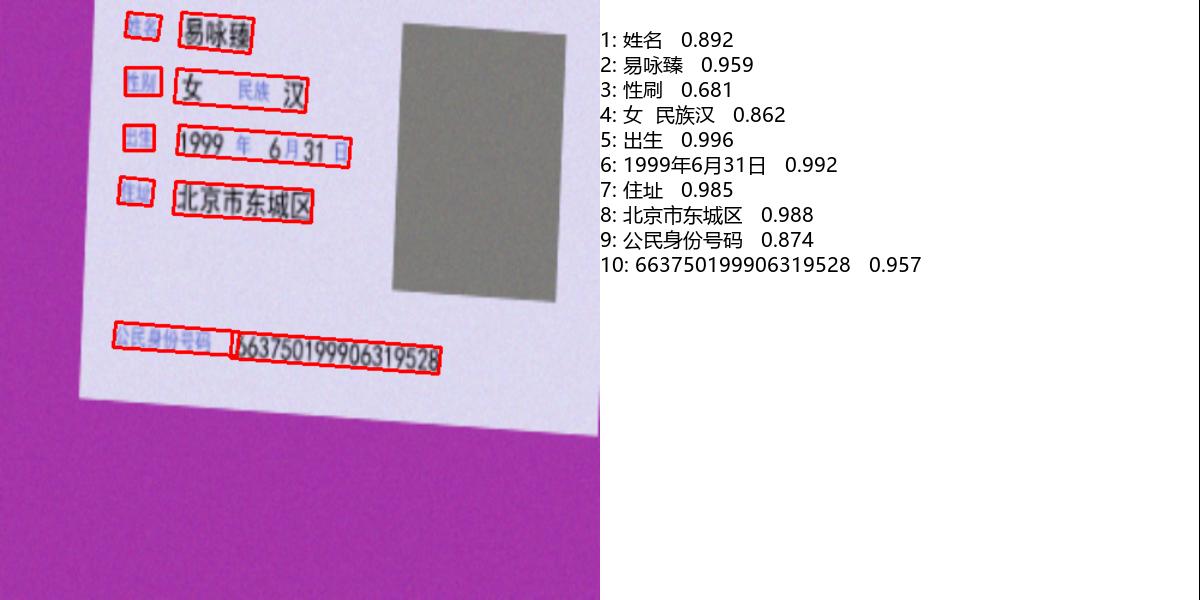 姓名 易咏臻
性别 女 民族 汉
出生 1999 年 6 月 31 日
住址 北京市东城区
公民身份号码 663750199906319528
1: 姓名 0.892
2: 易咏臻 0.959
3: 性刷 0.681
4: 女 民族汉 0.862
5: 出生 0.996
6: 1999年6月31日 0.992
7: 住址 0.985
8: 北京市东城区 0.988
9: 公民身份号码 0.874
10: 663750199906319528 0.957